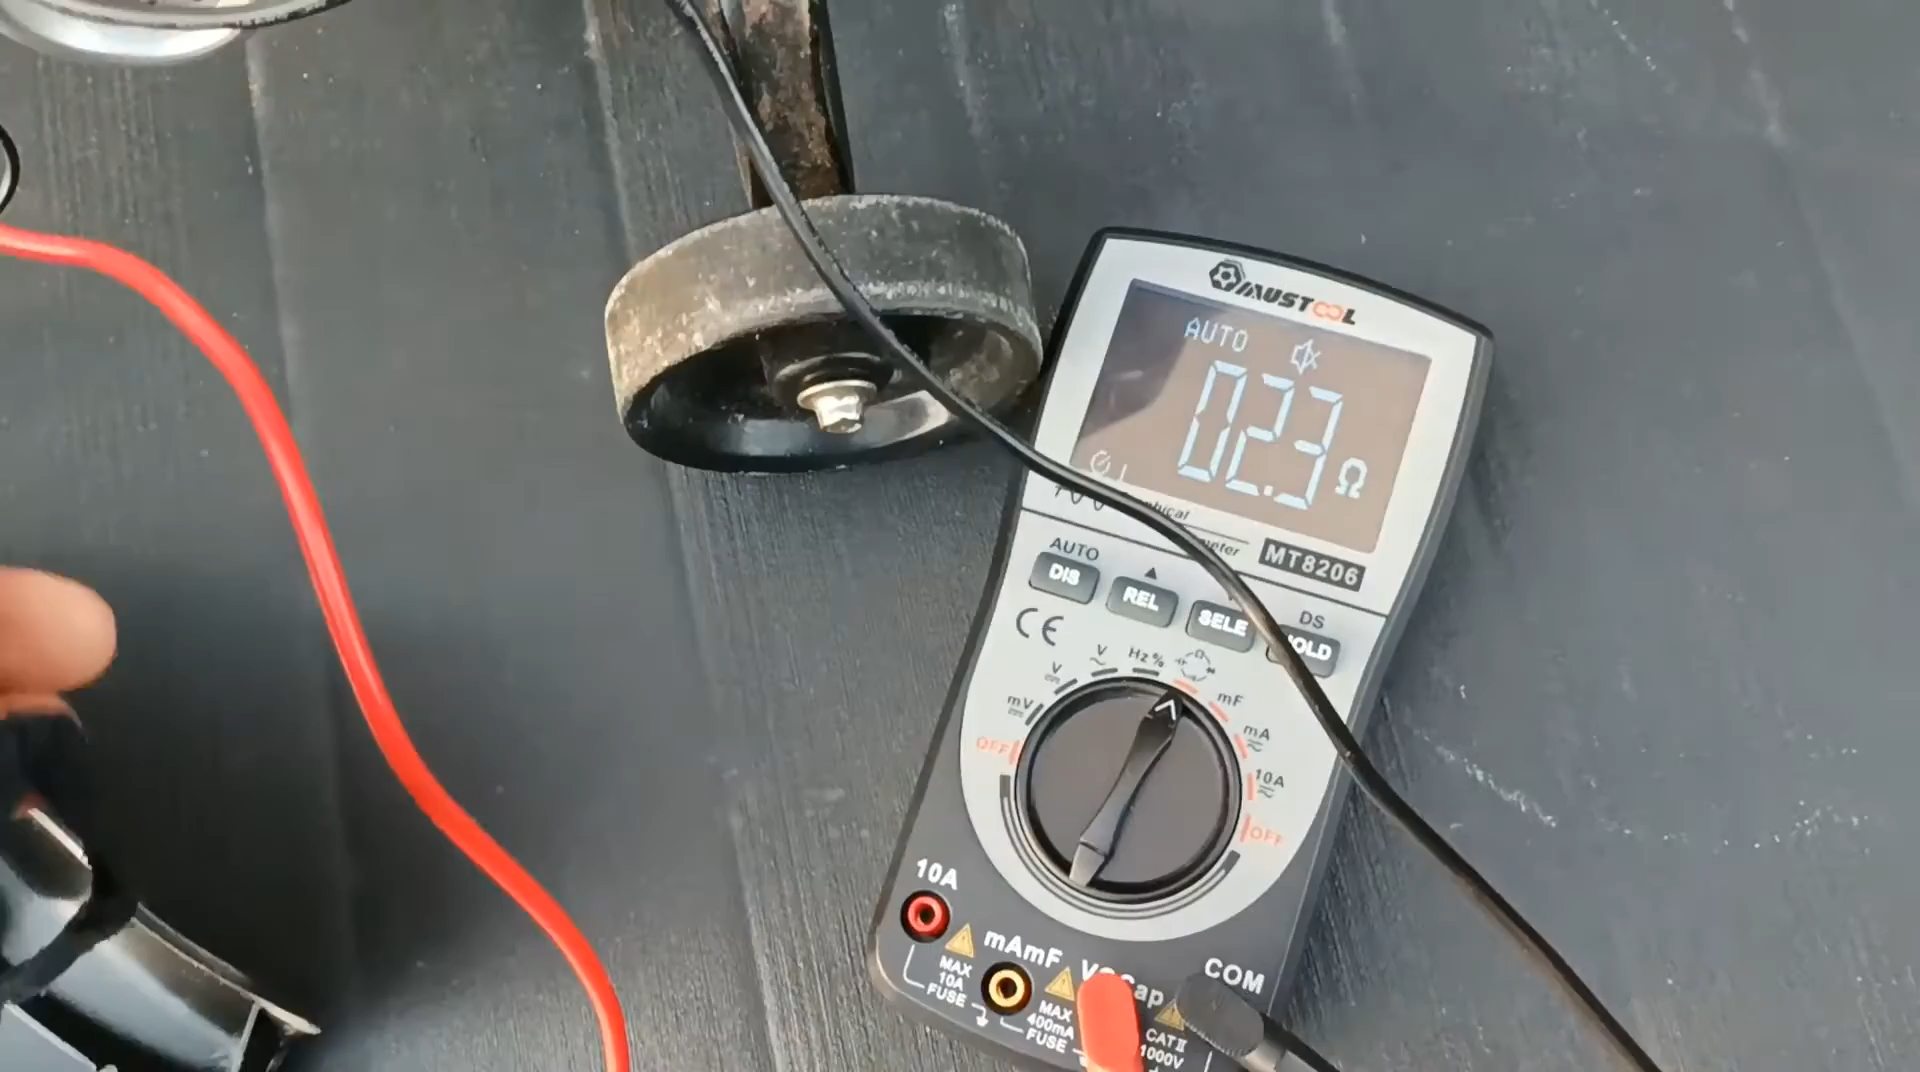 MUSTOOL
AUTO
02.3 Ω
MT8206
AUTO
DIS
REL
SELE
DS
CE
V
V
Hz %
Ω
mV
mF
mA
10A
OFF
OFF
10A
mAmF
COM
MAX
10A
FUSE
MAX
400mA
FUSE
CAT II
1000V